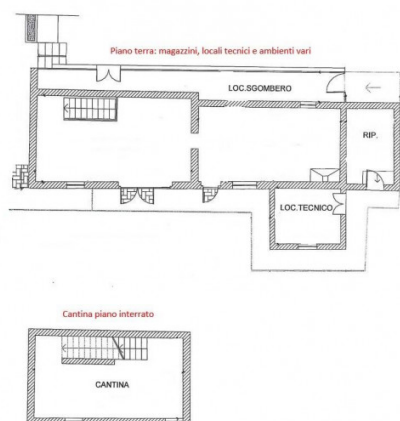 Piano terra: magazzini, locali tecnici e ambienti vari
LOC.SGOMBERO
RIP.
LOC.TECNICO
Cantina piano interrato
CANTINA